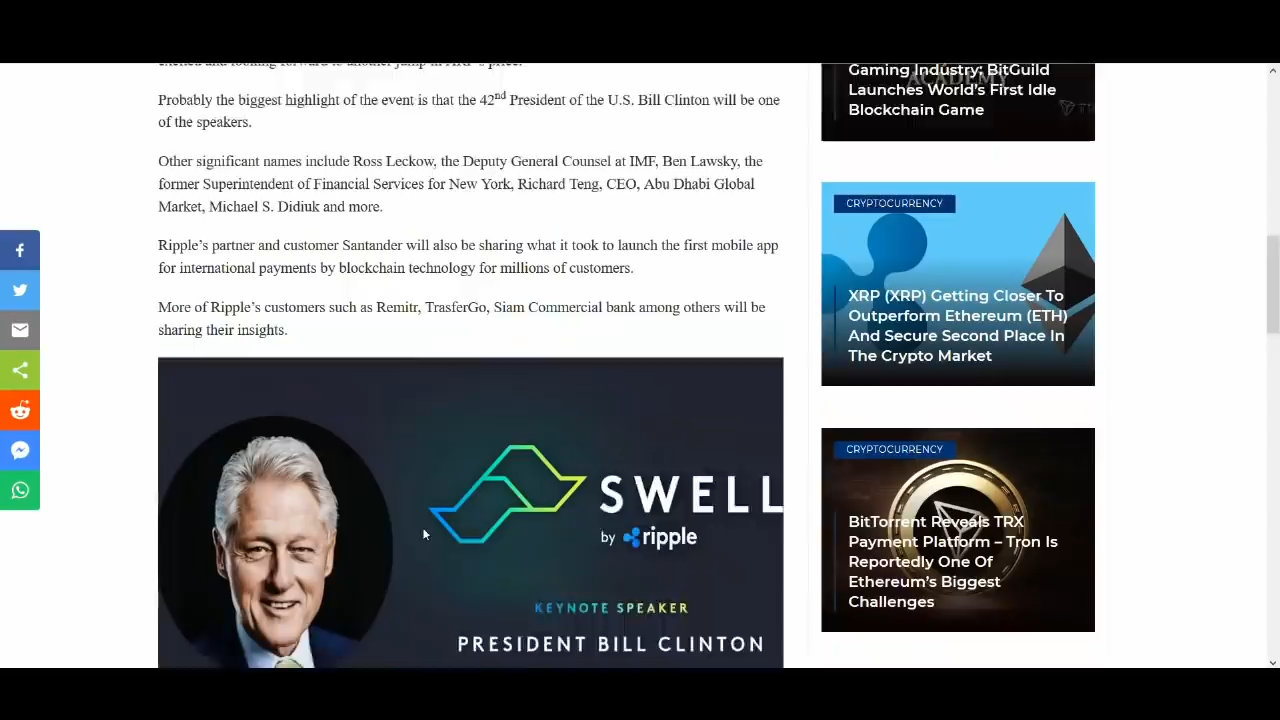 Probably the biggest highlight of the event is that the 42nd President of the U.S. Bill Clinton will be one
of the speakers.
Other significant names include Ross Leckow, the Deputy General Counsel at IMF, Ben Lawsky, the
former Superintendent of Financial Services for New York, Richard Teng, CEO, Abu Dhabi Global
Market, Michael S. Didiuk and more.
Ripple's partner and customer Santander will also be sharing what it took to launch the first mobile app
for international payments by blockchain technology for millions of customers.
More of Ripple's customers such as Remitr, TrasferGo, Siam Commercial bank among others will be
sharing their insights.
SWELL
by ripple
KEYNOTE SPEAKER
PRESIDENT BILL CLINTON
Gaming Industry: BitGuild
Launches World's First Idle
Blockchain Game
ACADEMY
CRYPTOCURRENCY
XRP (XRP) Getting Closer To
Outperform Ethereum (ETH)
And Secure Second Place In
The Crypto Market
CRYPTOCURRENCY
BitTorrent Reveals TRX
Payment Platform – Tron Is
Reportedly One Of
Ethereum's Biggest
Challenges